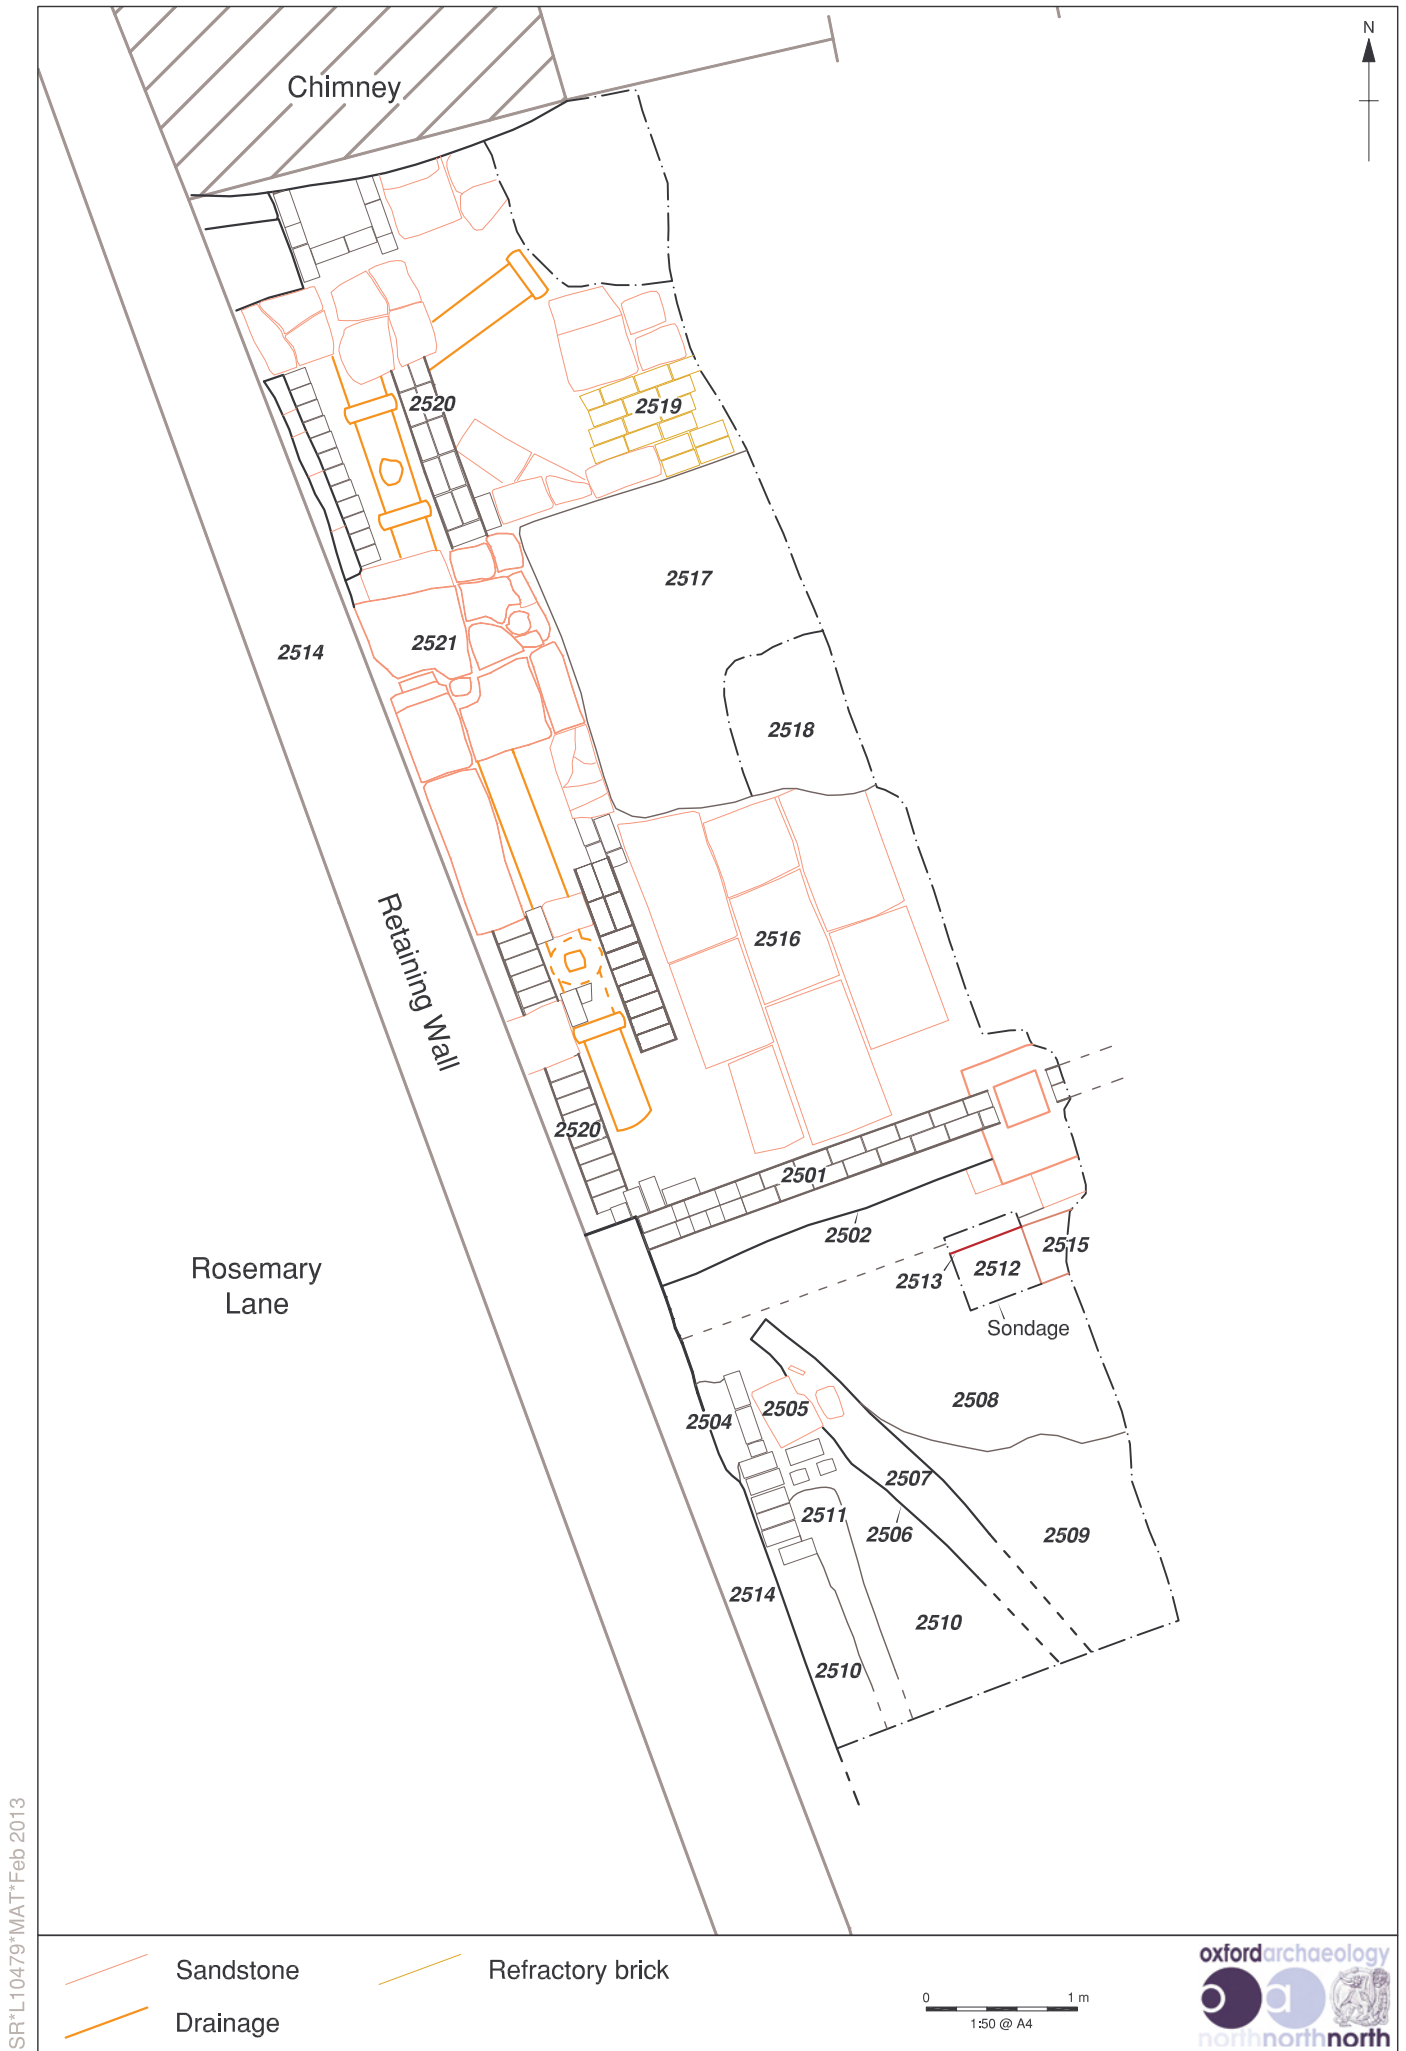 N
Chimney
2520
2519
2517
2514
2521
2518
2516
Retaining Wall
2520
2501
2502
2515
2513
2512
Rosemary
Lane
Sondage
2508
2504
2505
2507
2511
2506
2509
2514
2510
2510
SR*L10479*MAT*Feb 2013
Sandstone
Refractory brick
Drainage
0 1 m
1:50 @ A4
oxfordarchaeology
oa
northnorthnorth